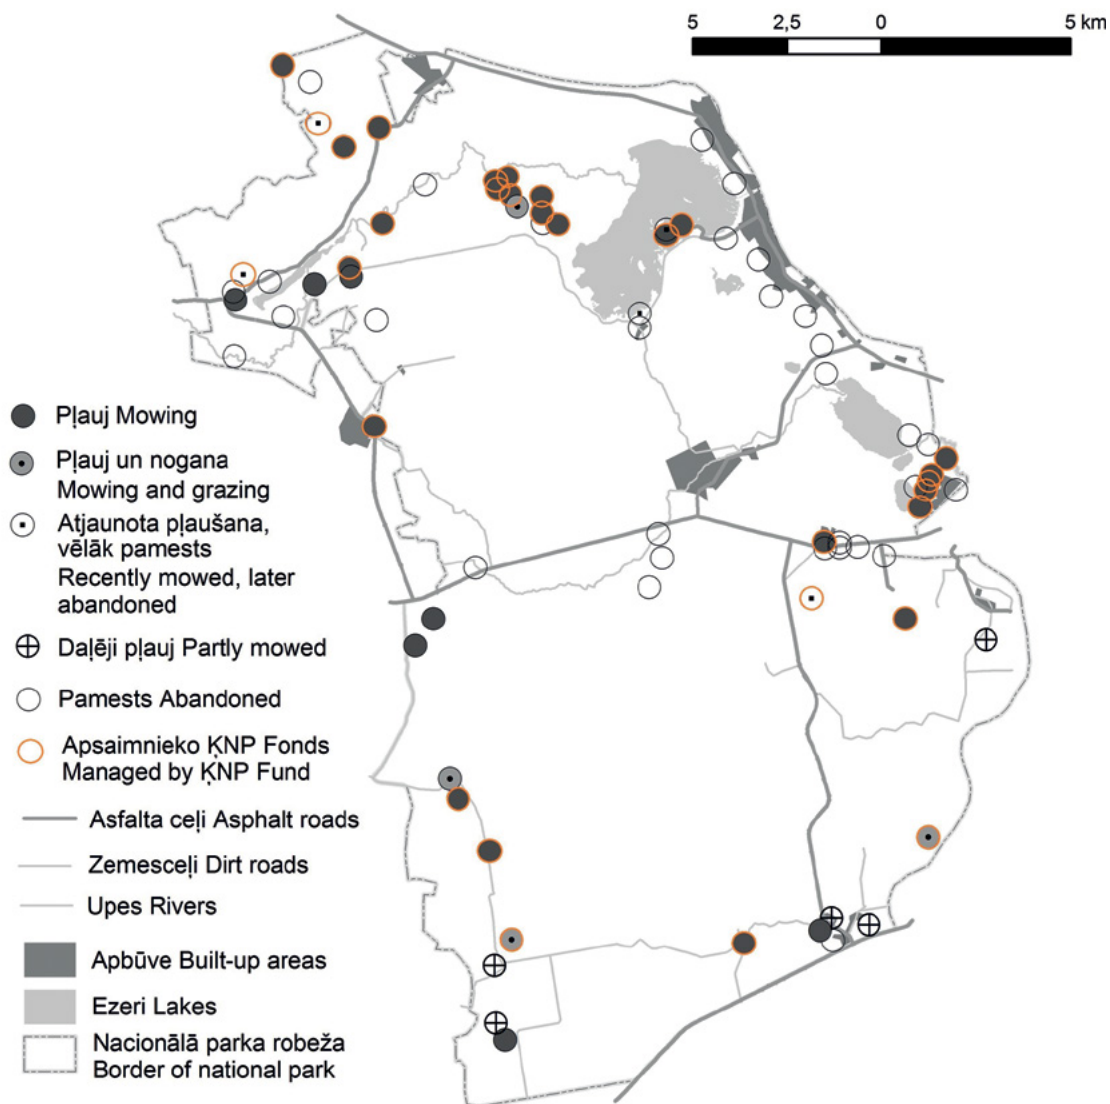 5 2,5 0 5 km
Pļauj Mowing
Pļauj un nogana
Mowing and grazing
Atjaunota pļaušana,
vēlāk pamests
Recently mowed, later
abandoned
Daļēji pļauj Partly mowed
Pamests Abandoned
Apsaimnieko ĶNP Fonds
Managed by ĶNP Fund
Asfalta ceļi Asphalt roads
Zemesceļi Dirt roads
Upes Rivers
Apbūve Built-up areas
Ezeri Lakes
Nacionālā parka robeža
Border of national park